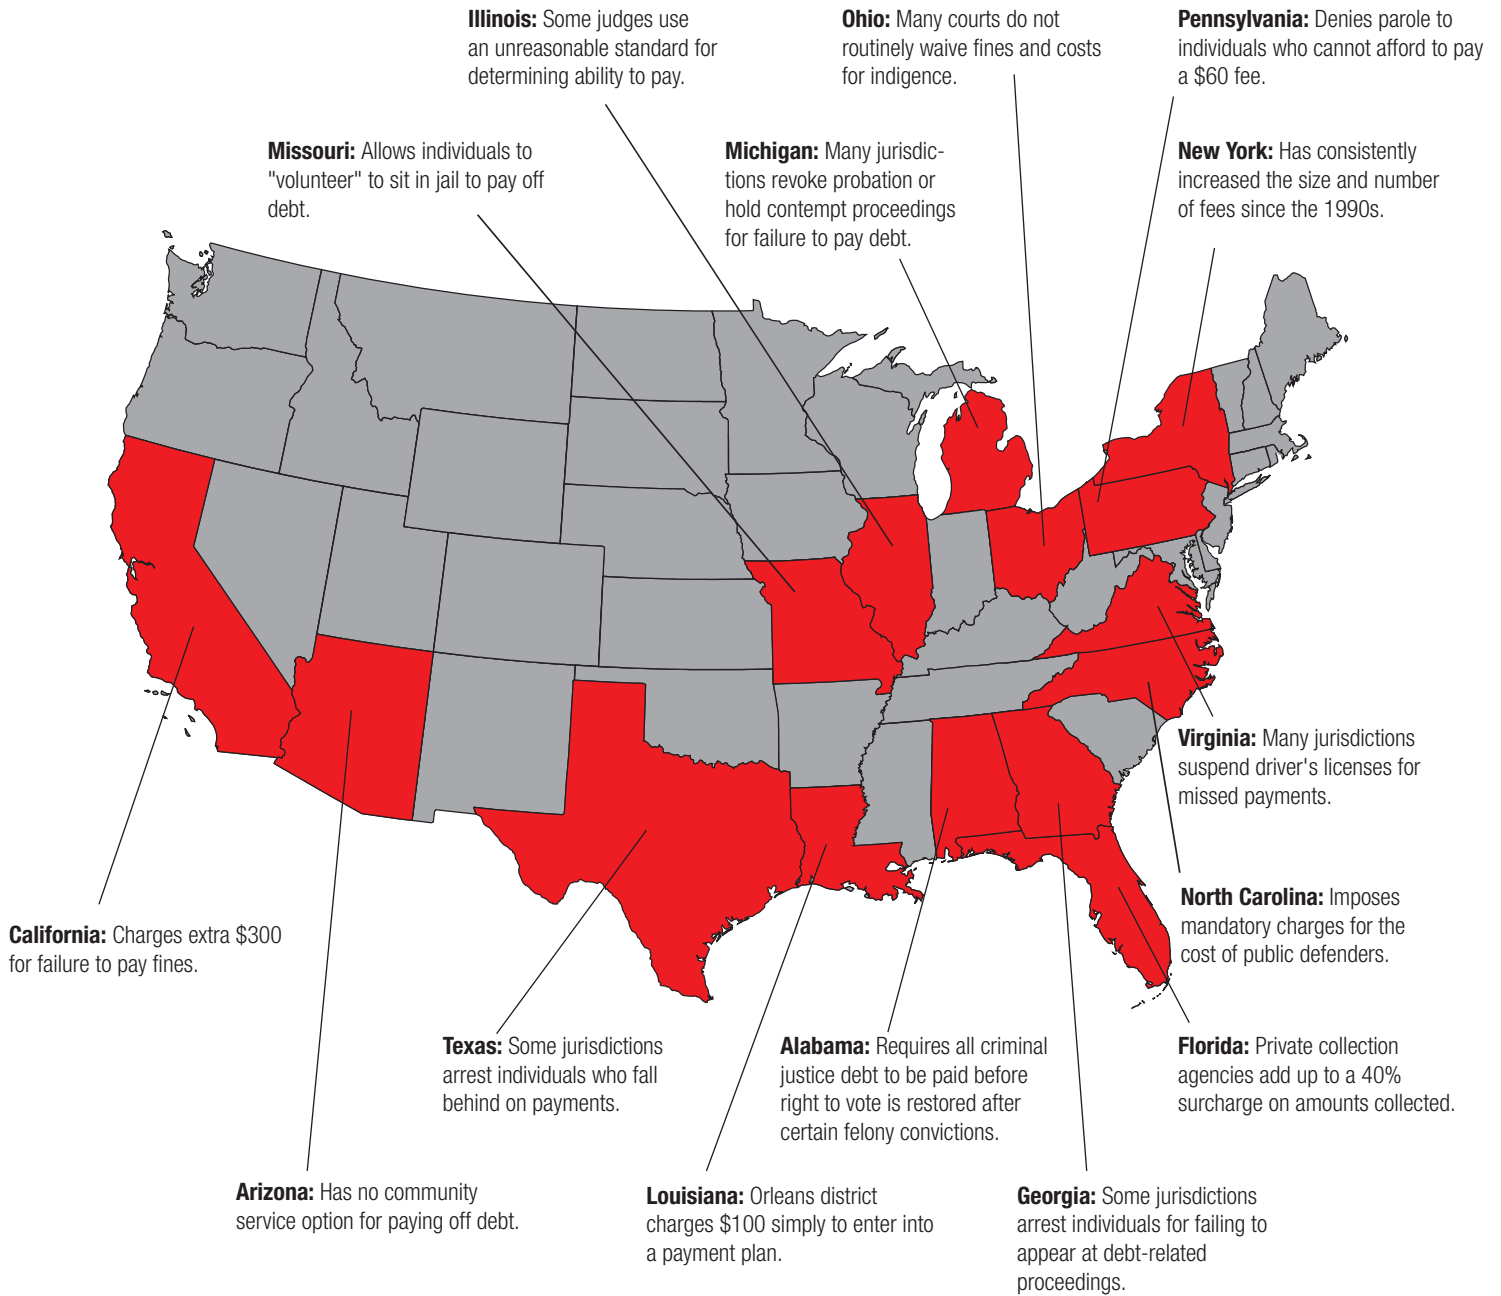 Illinois: Some judges use
an unreasonable standard for
determining ability to pay.
Ohio: Many courts do not
routinely waive fines and costs
for indigence.
Pennsylvania: Denies parole to
individuals who cannot afford to pay
a $60 fee.
Missouri: Allows individuals to
"volunteer" to sit in jail to pay off
debt.
Michigan: Many jurisdic-
tions revoke probation or
hold contempt proceedings
for failure to pay debt.
New York: Has consistently
increased the size and number
of fees since the 1990s.
Virginia: Many jurisdictions
suspend driver's licenses for
missed payments.
North Carolina: Imposes
mandatory charges for the
cost of public defenders.
California: Charges extra $300
for failure to pay fines.
Texas: Some jurisdictions
arrest individuals who fall
behind on payments.
Alabama: Requires all criminal
justice debt to be paid before
right to vote is restored after
certain felony convictions.
Florida: Private collection
agencies add up to a 40%
surcharge on amounts collected.
Arizona: Has no community
service option for paying off debt.
Louisiana: Orleans district
charges $100 simply to enter into
a payment plan.
Georgia: Some jurisdictions
arrest individuals for failing to
appear at debt-related
proceedings.